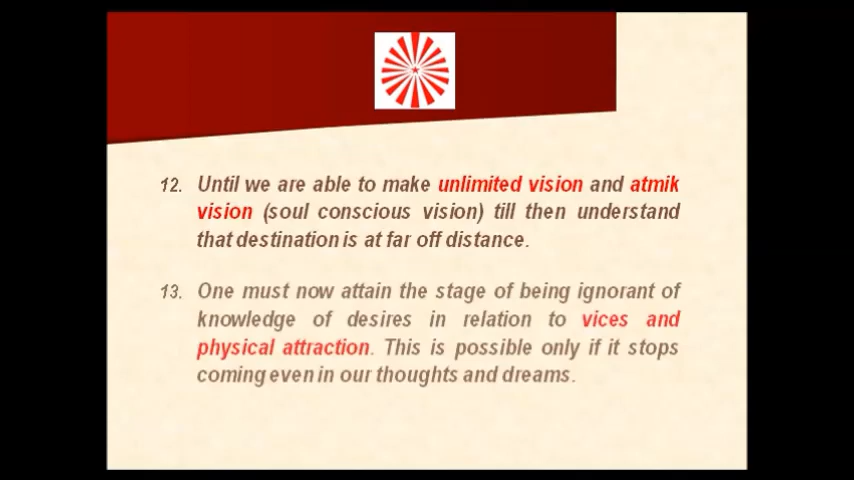 12. Until we are able to make unlimited vision and atmik
vision (soul conscious vision) till then understand
that destination is at far off distance.
13. One must now attain the stage of being ignorant of
knowledge of desires in relation to vices and
physical attraction. This is possible only if it stops
coming even in our thoughts and dreams.